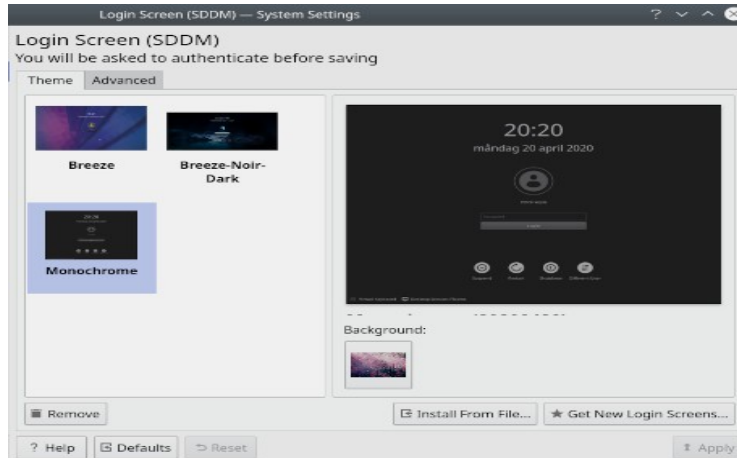 Login Screen (SDDM) — System Settings
Login Screen (SDDM)
You will be asked to authenticate before saving
Theme Advanced
Breeze
Breeze-Noir-
Dark
Monochrome
20:20
måndag 20 april 2020
Background:
Remove
Install From File...
Get New Login Screens...
? Help
Defaults
Reset
Apply